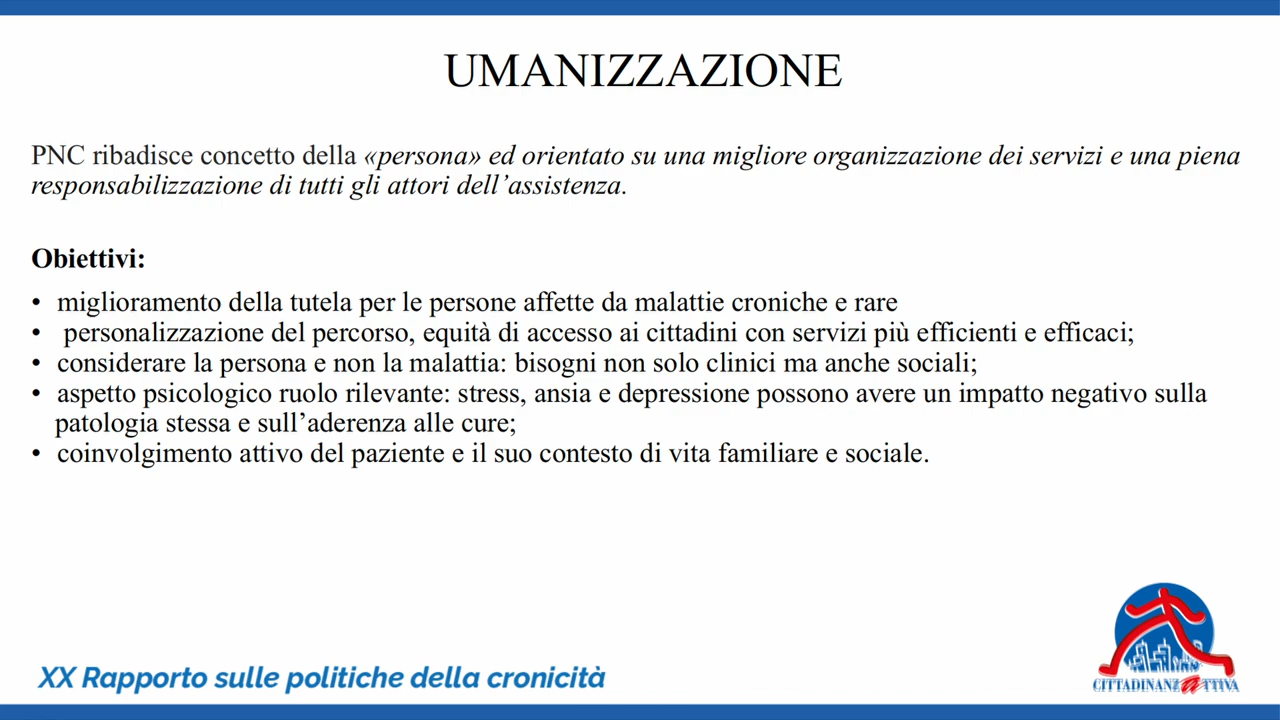 UMANIZZAZIONE
PNC ribadisce concetto della «persona» ed orientato su una migliore organizzazione dei servizi e una piena
responsabilizzazione di tutti gli attori dell’assistenza.
Obiettivi:
• miglioramento della tutela per le persone affette da malattie croniche e rare
• personalizzazione del percorso, equità di accesso ai cittadini con servizi più efficienti e efficaci;
• considerare la persona e non la malattia: bisogni non solo clinici ma anche sociali;
• aspetto psicologico ruolo rilevante: stress, ansia e depressione possono avere un impatto negativo sulla
patologia stessa e sull’aderenza alle cure;
• coinvolgimento attivo del paziente e il suo contesto di vita familiare e sociale.
XX Rapporto sulle politiche della cronicità
CITTADINANZATTIVA